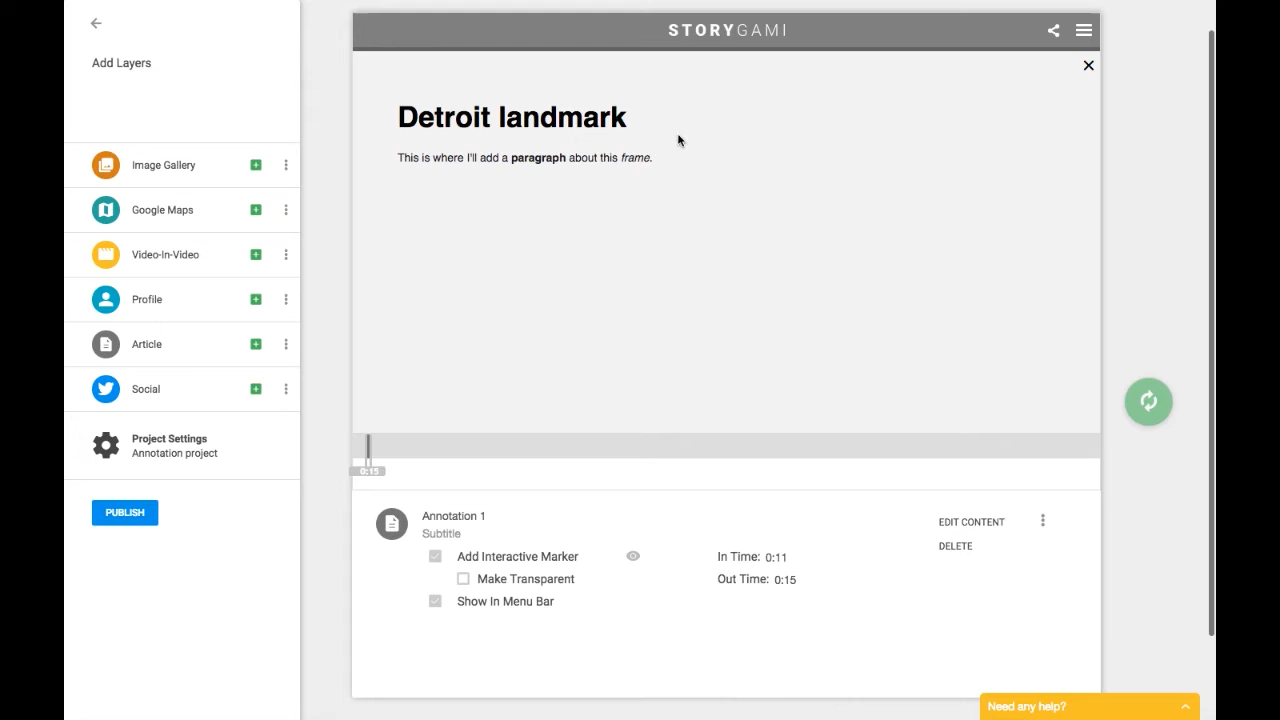 Add Layers
Image Gallery
Google Maps
Video-In-Video
Profile
Article
Social
Project Settings
Annotation project
PUBLISH
STORYGAMI
Detroit landmark
This is where I'll add a paragraph about this frame.
0:15
Annotation 1
Subtitle
Add Interactive Marker
Make Transparent
Show In Menu Bar
In Time: 0:11
Out Time: 0:15
EDIT CONTENT
DELETE
Need any help?